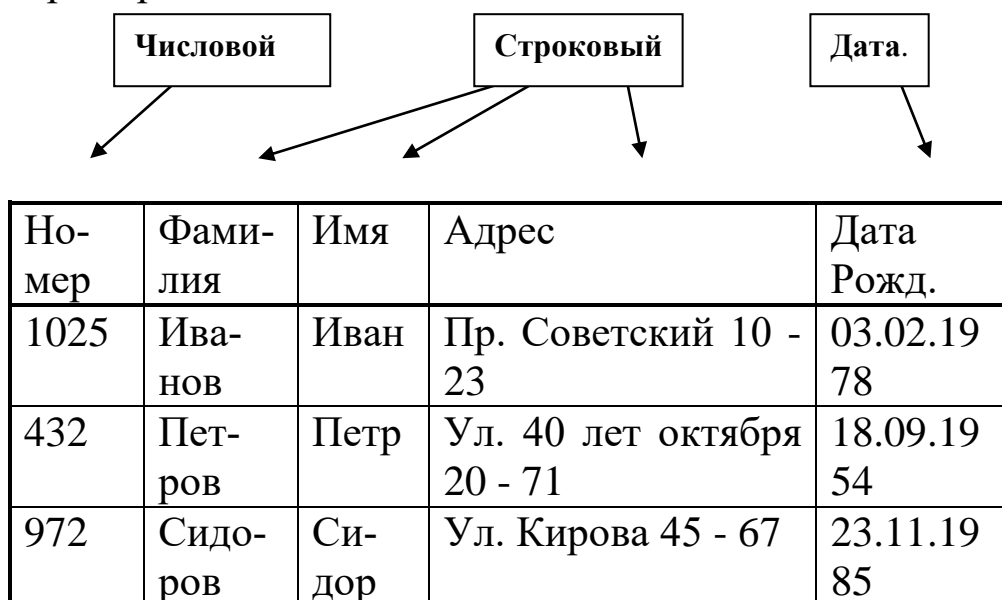 Числовой Строковый Дата.
Но- Фами- Имя Адрес Дата
мер лия Рожд.
1025 Ива- Иван Пр. Советский 10 - 03.02.19
нов 23 78
432 Пет- Петр Ул. 40 лет октября 18.09.19
ров 20 - 71 54
972 Сидо- Си- Ул. Кирова 45 - 67 23.11.19
ров дор 85